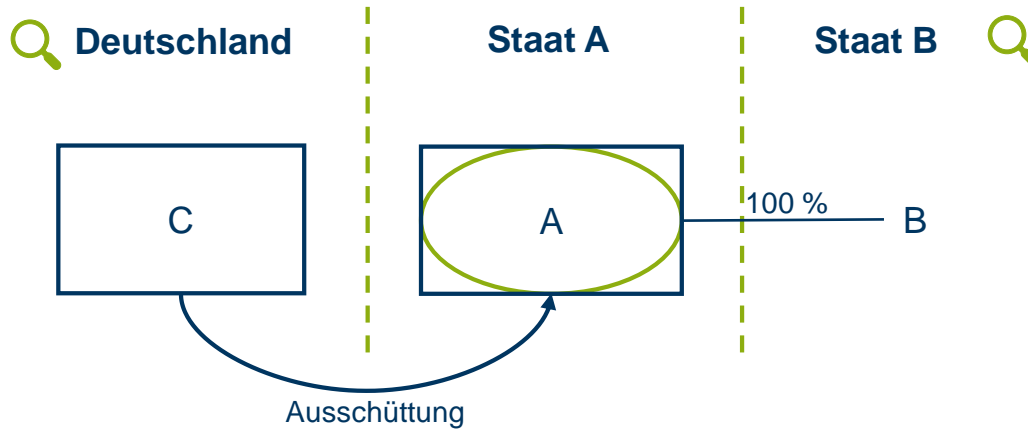 Deutschland
Staat A
Staat B
C
A
100 %
B
Ausschüttung